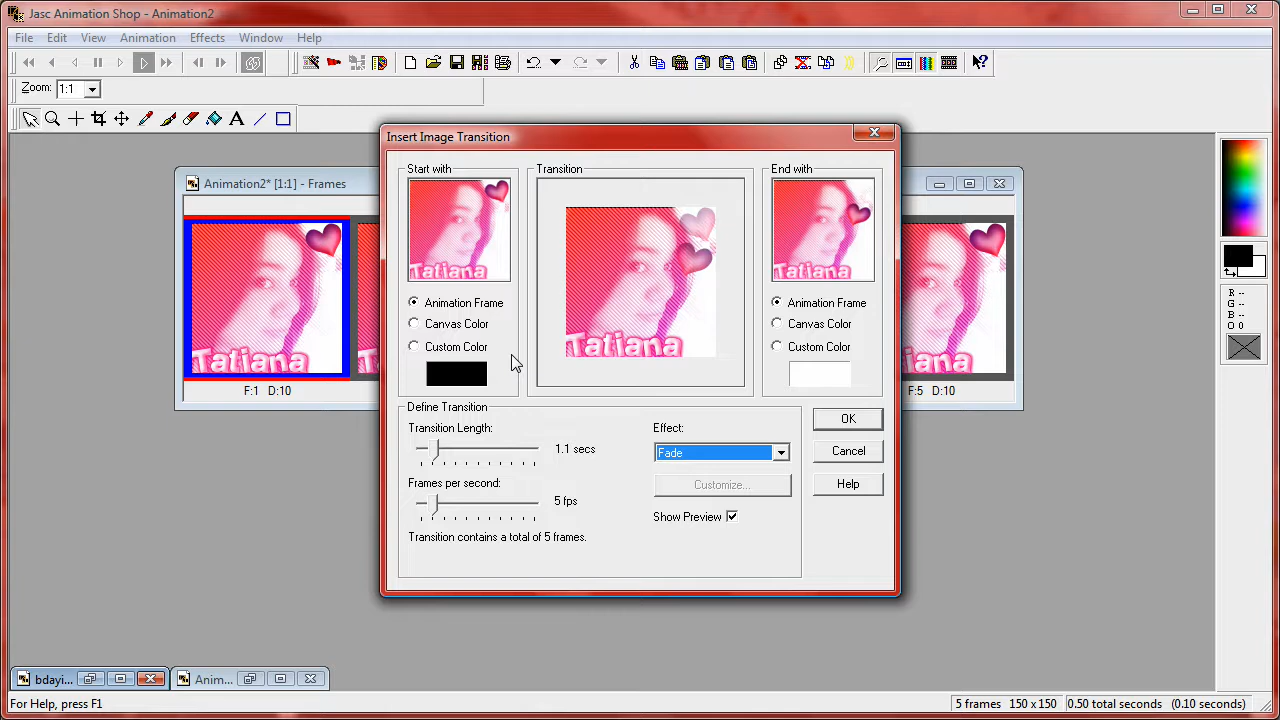 Jasc Animation Shop - Animation2
File Edit View Animation Effects Window Help
Zoom: 1:1
Animation2* [1:1] - Frames
Insert Image Transition
Start with
Transition
End with
Tatiana
Tatiana
Tatiana
Tatiana
Animation Frame
Canvas Color
Custom Color
Animation Frame
Canvas Color
Custom Color
F:1 D:10
F:5 D:10
Define Transition
Transition Length:
1.1 secs
Frames per second:
5 fps
Transition contains a total of 5 frames.
Effect:
Fade
Customize...
Show Preview
OK
Cancel
Help
R --
G --
B --
O 0
bdayi...
Anim...
For Help, press F1
5 frames 150 x 150
0.50 total seconds (0.10 seconds)